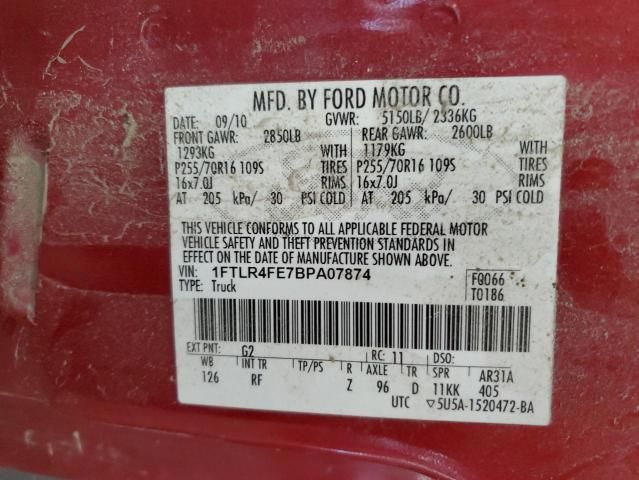 MFD. BY FORD MOTOR CO.
DATE: 09/10 GVWR: 5150LB/ 2336KG
FRONT GAWR: 2850LB REAR GAWR: 2600LB
1293KG WITH 1179KG WITH
P255/70R16 109S TIRES P255/70R16 109S TIRES
16x7.0J RIMS 16x7.0J RIMS
AT 205 kPa/ 30 PSI COLD AT 205 kPa/ 30 PSI COLD
THIS VEHICLE CONFORMS TO ALL APPLICABLE FEDERAL MOTOR
VEHICLE SAFETY AND THEFT PREVENTION STANDARDS IN
EFFECT ON THE DATE OF MANUFACTURE SHOWN ABOVE.
VIN: 1FTLR4FE7BPA07874 F0066
TYPE: Truck T0186
EXT PNT: G2 RC: 11 DSO:
WB INT TR TP/PS R AXLE TR SPR AR31A
126 RF Z 96 D 11KK 405
UTC ▽5U5A-1520472-BA